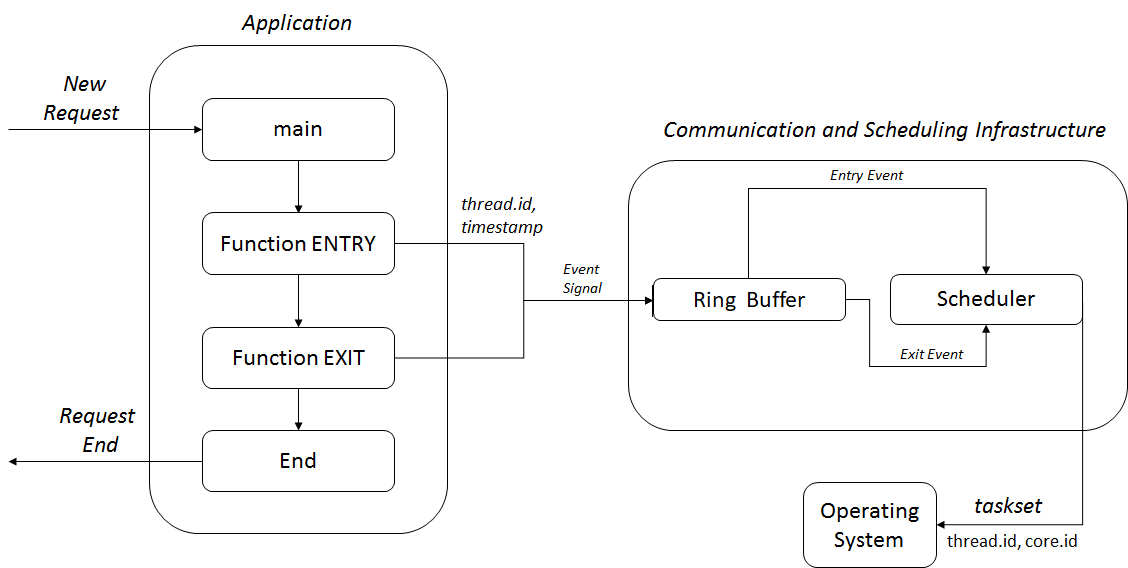 Application
New
Request
main
Communication and Scheduling Infrastructure
Entry Event
thread.id,
timestamp
Function ENTRY
Event
Signal
Ring Buffer
Scheduler
Function EXIT
Exit Event
Request
End
End
Operating
System
taskset
thread.id, core.id